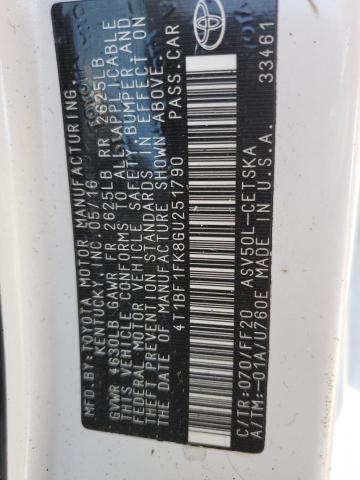 MFD.BY: TOYOTA MOTOR MANUFACTURING,
KENTUCKY, INC. 05/16
GVWR 4630LB GAWR FR 2625LB RR 2625LB
THIS VEHICLE CONFORMS TO ALL APPLICABLE
FEDERAL MOTOR VEHICLE SAFETY, BUMPER, AND
THEFT PREVENTION STANDARDS IN EFFECT ON
THE DATE OF MANUFACTURE SHOWN ABOVE.
4T1BF1FK8GU251790 PASS.CAR
C/TR: 070/FF20 ASV50L-CETSKA
A/TM:-01A/U760E MADE IN U.S.A.
33461